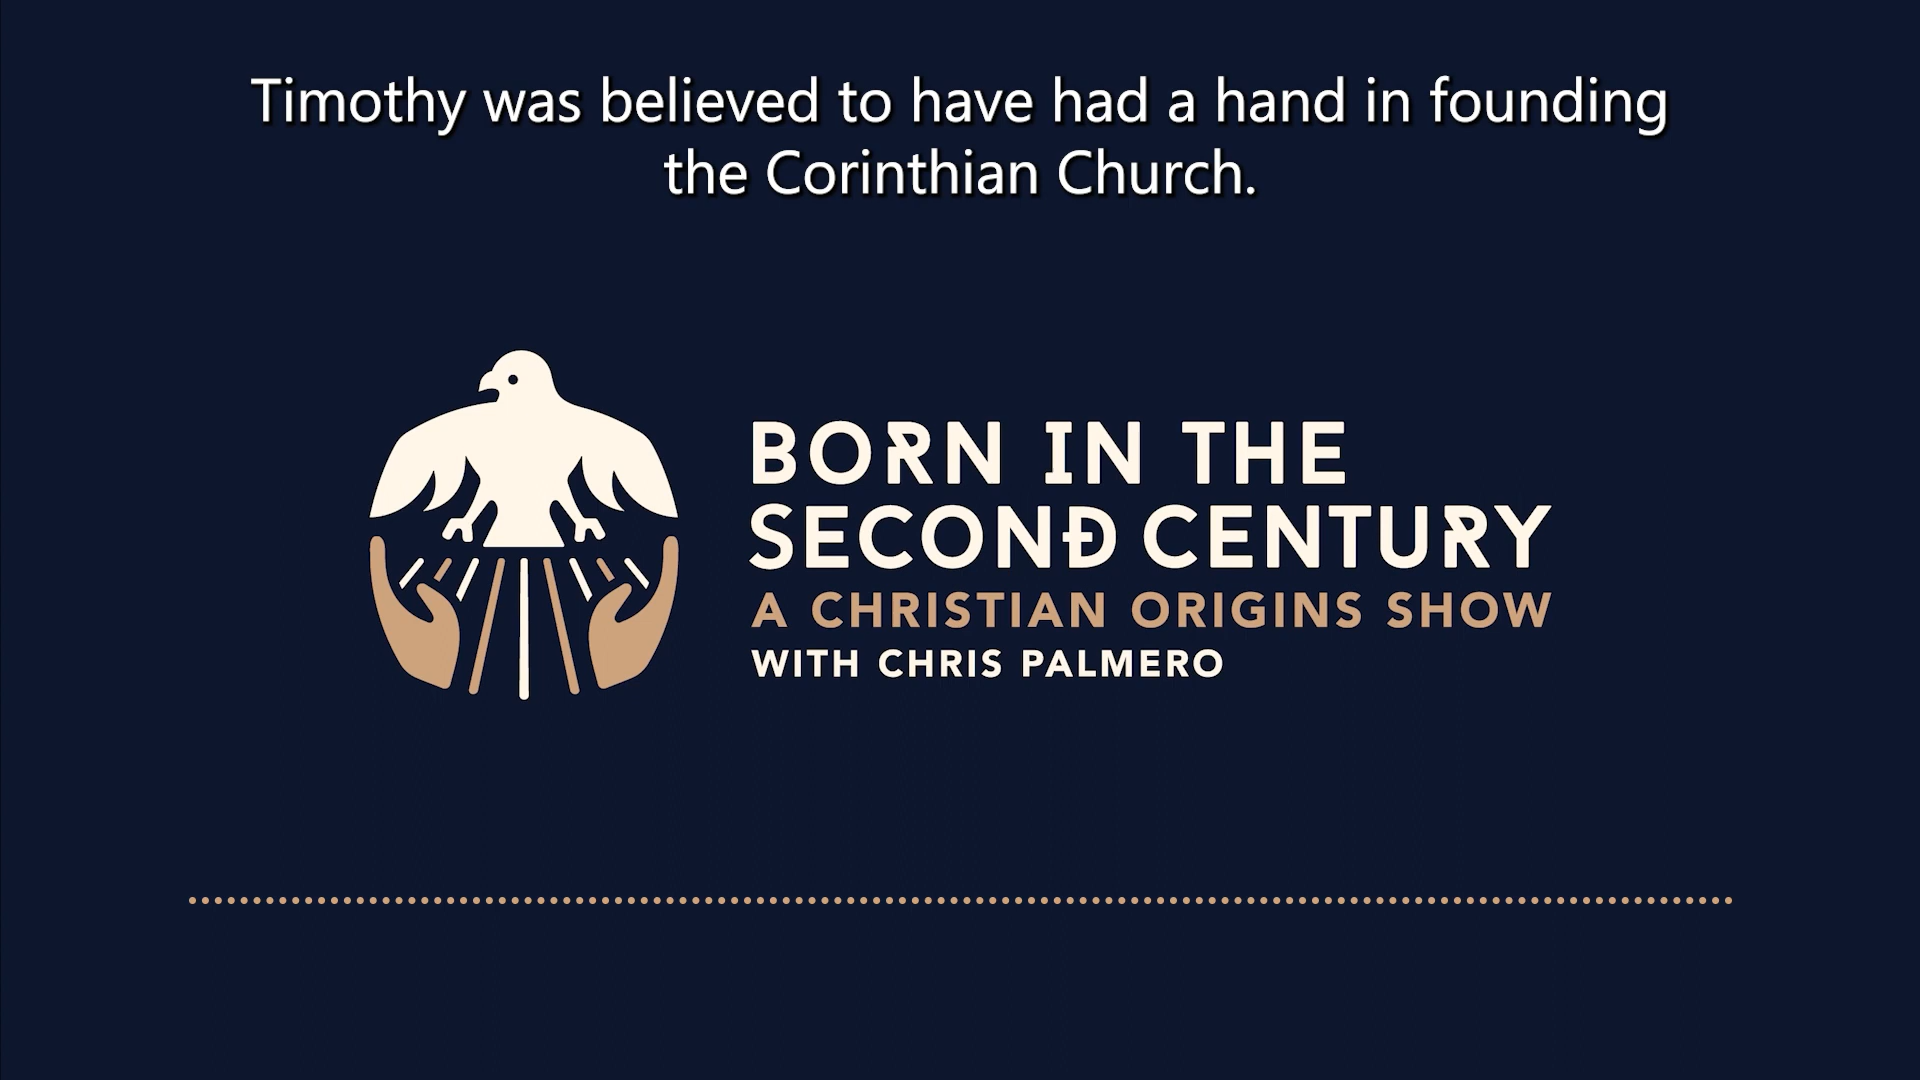 Timothy was believed to have had a hand in founding
the Corinthian Church.
BORN IN THE
SECOND CENTURY
A CHRISTIAN ORIGINS SHOW
WITH CHRIS PALMERO